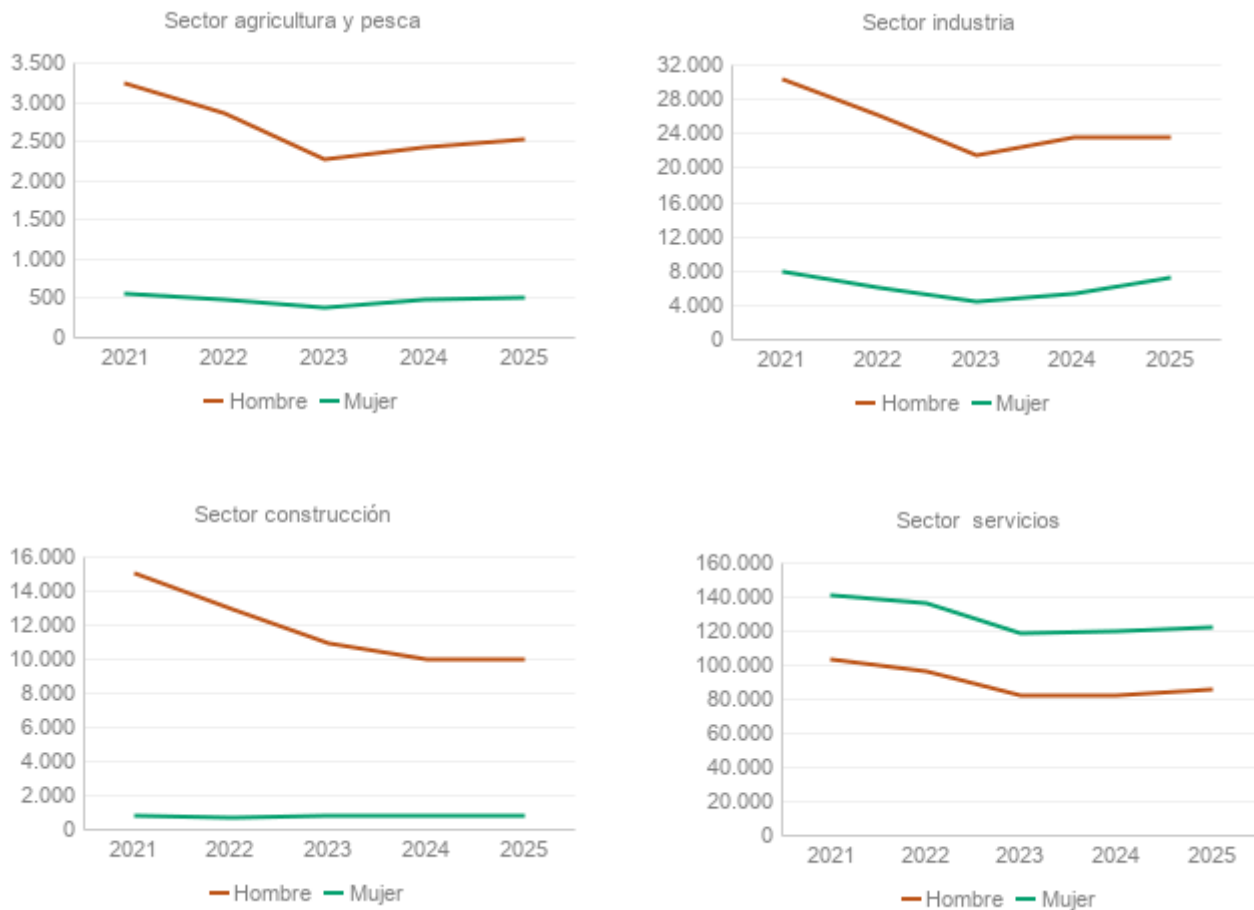 Sector agricultura y pesca
3.500
3.000
2.500
2.000
1.500
1.000
500
0
2021 2022 2023 2024 2025
Hombre Mujer
Sector industria
32.000
28.000
24.000
20.000
16.000
12.000
8.000
4.000
0
2021 2022 2023 2024 2025
Hombre Mujer
Sector construcción
16.000
14.000
12.000
10.000
8.000
6.000
4.000
2.000
0
2021 2022 2023 2024 2025
Hombre Mujer
Sector servicios
160.000
140.000
120.000
100.000
80.000
60.000
40.000
20.000
0
2021 2022 2023 2024 2025
Hombre Mujer